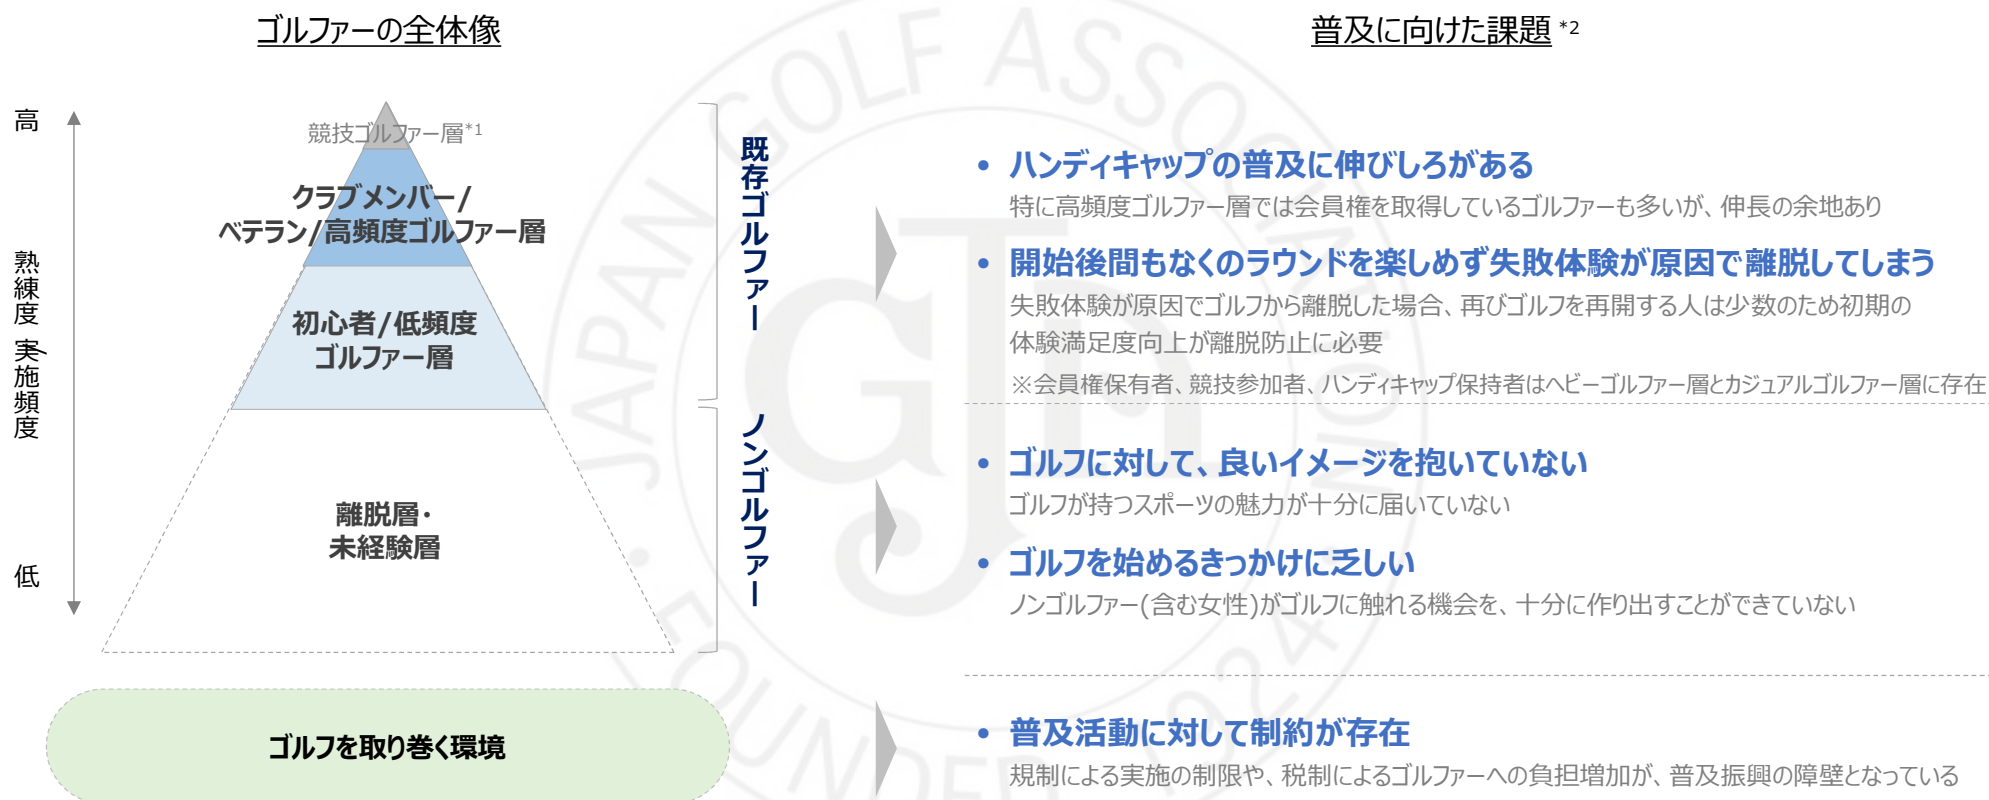 ゴルファーの全体像
普及に向けた課題 *2
高
熟練度/実施頻度
低
競技ゴルファー層*1
クラブメンバー/
ベテラン/高頻度ゴルファー層
初心者/低頻度
ゴルファー層
離脱層・
未経験層
ゴルフを取り巻く環境
既存ゴルファー
ノンゴルファー
• ハンディキャップの普及に伸びしろがある
特に高頻度ゴルファー層では会員権を取得しているゴルファーも多いが、伸長の余地あり
• 開始後間もなくのラウンドを楽しめず失敗体験が原因で離脱してしまう
失敗体験が原因でゴルフから離脱した場合、再びゴルフを再開する人は少数のため初期の
体験満足度向上が離脱防止に必要
※会員権保有者、競技参加者、ハンディキャップ保持者はヘビーゴルファー層とカジュアルゴルファー層に存在
• ゴルフに対して、良いイメージを抱いていない
ゴルフが持つスポーツの魅力が十分に届いていない
• ゴルフを始めるきっかけに乏しい
ノンゴルファー(含む女性)がゴルフに触れる機会を、十分に作り出すことができていない
• 普及活動に対して制約が存在
規制による実施の制限や、税制によるゴルファーへの負担増加が、普及振興の障壁となっている
JAPAN GOLF ASSOCIATION
FOUNDED 1924
JGA